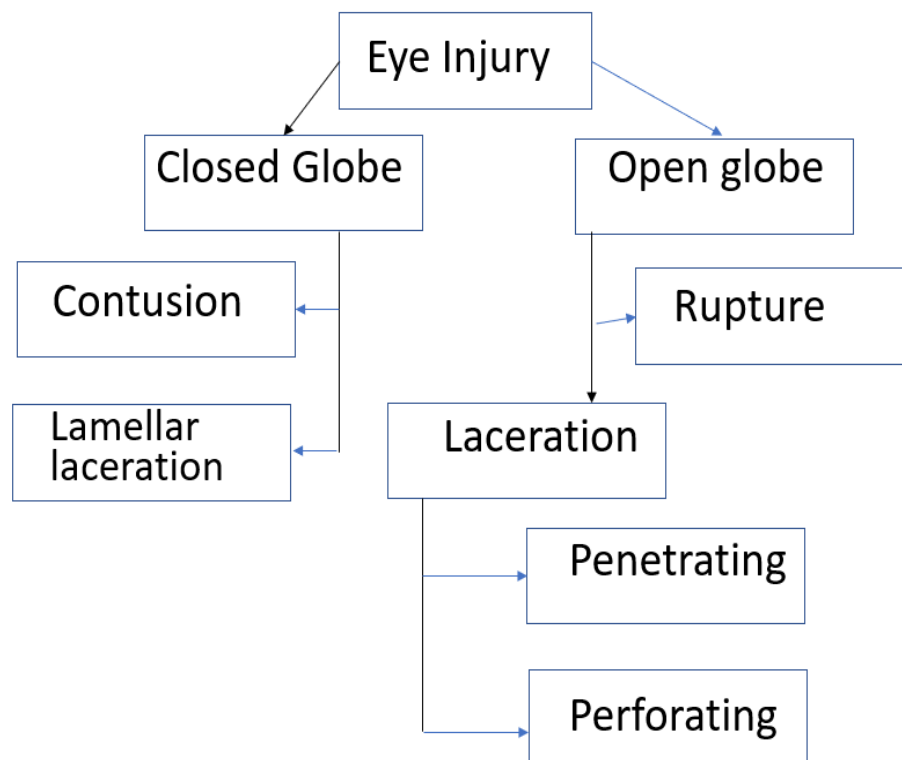 Eye Injury
Closed Globe
Open globe
Contusion
Rupture
Lamellar
laceration
Laceration
Penetrating
Perforating